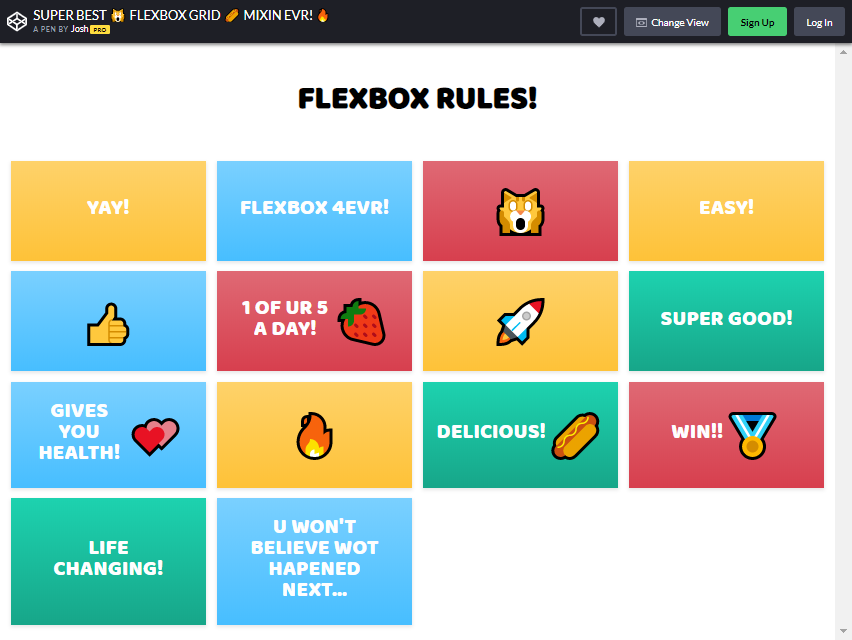 SUPER BEST 🙀 FLEXBOX GRID 🌭 MIXIN EVR! 🔥
A PEN BY Josh PRO
Change View
Sign Up
Log In
FLEXBOX RULES!
YAY!
FLEXBOX 4EVR!
EASY!
1 OF UR 5
A DAY!
SUPER GOOD!
GIVES
YOU
HEALTH!
DELICIOUS!
WIN!!
LIFE
CHANGING!
U WON'T
BELIEVE WOT
HAPENED
NEXT...